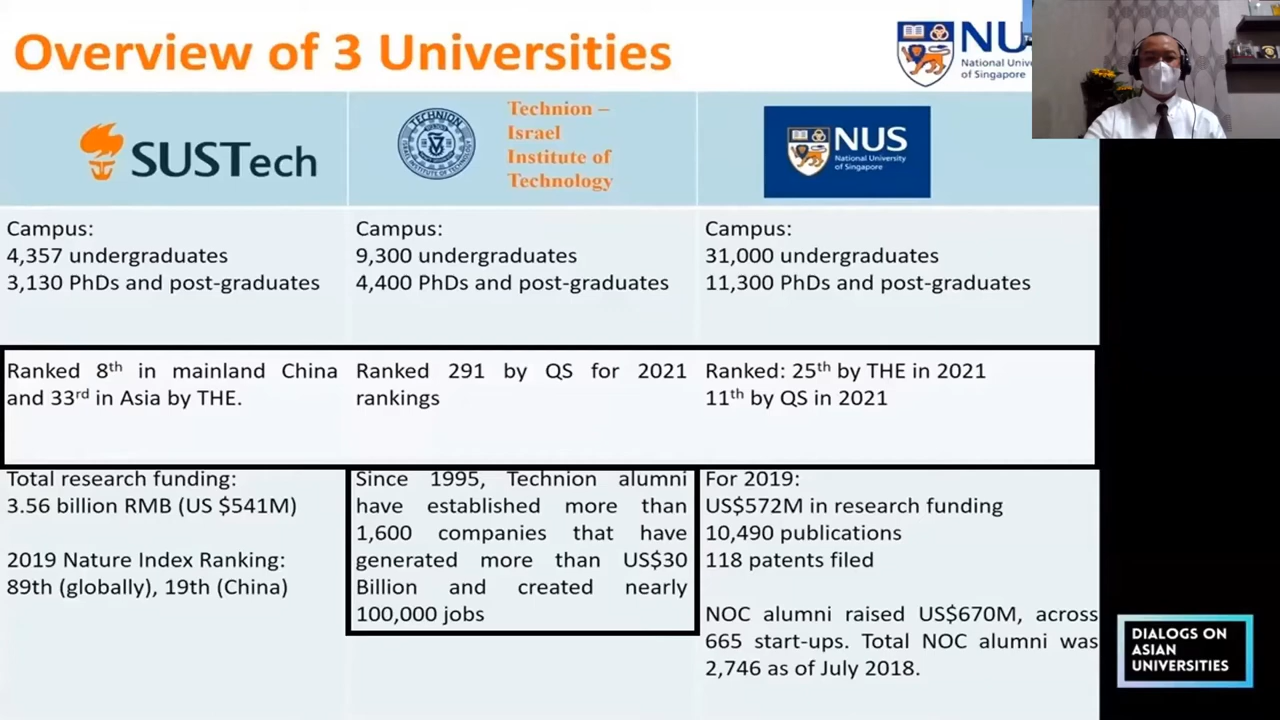 Overview of 3 Universities
NU
National Unive
of Singapore
SUSTech
TECHNION
Technion –
Israel
Institute of
Technology
NUS
National University
of Singapore
Campus:
4,357 undergraduates
3,130 PhDs and post-graduates
Campus:
9,300 undergraduates
4,400 PhDs and post-graduates
Campus:
31,000 undergraduates
11,300 PhDs and post-graduates
Ranked 8th in mainland China
and 33rd in Asia by THE.
Ranked 291 by QS for 2021
rankings
Ranked: 25th by THE in 2021
11th by QS in 2021
Total research funding:
3.56 billion RMB (US $541M)
2019 Nature Index Ranking:
89th (globally), 19th (China)
Since 1995, Technion alumni
have established more than
1,600 companies that have
generated more than US$30
Billion and created nearly
100,000 jobs
For 2019:
US$572M in research funding
10,490 publications
118 patents filed
NOC alumni raised US$670M, across
665 start-ups. Total NOC alumni was
2,746 as of July 2018.
DIALOGS ON
ASIAN
UNIVERSITIES